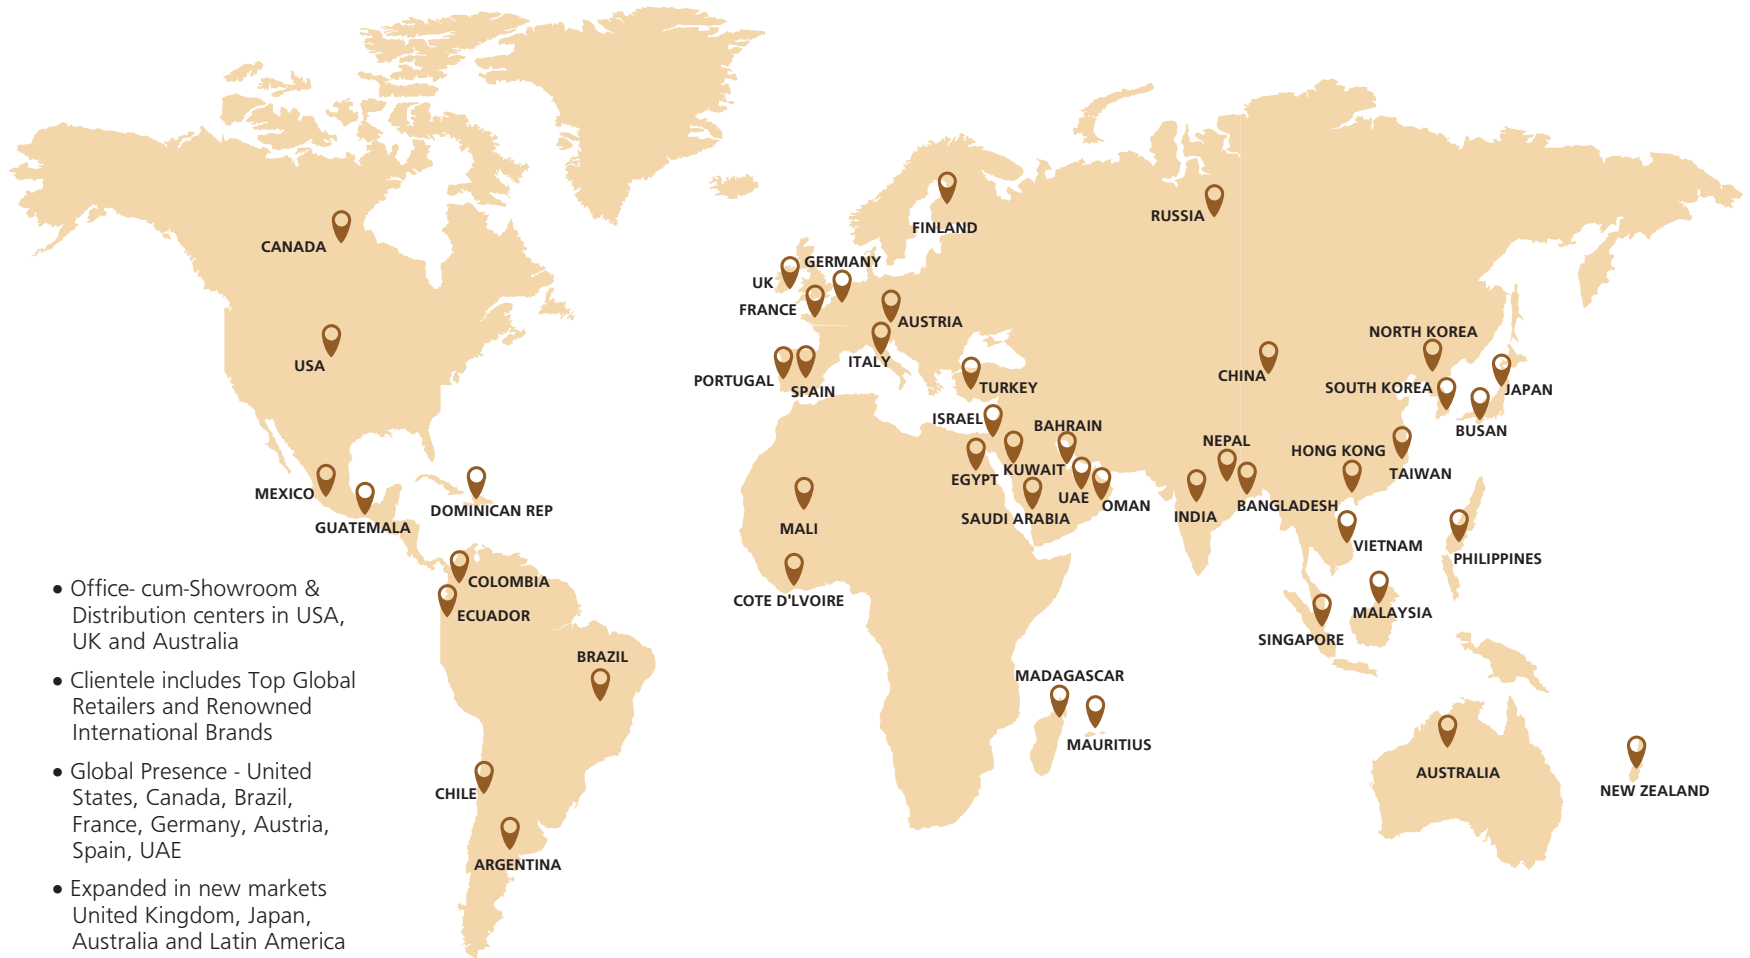 CANADA
USA
MEXICO
GUATEMALA
DOMINICAN REP
COLOMBIA
ECUADOR
BRAZIL
CHILE
ARGENTINA
FINLAND
RUSSIA
UK
GERMANY
FRANCE
AUSTRIA
ITALY
PORTUGAL
SPAIN
TURKEY
ISRAEL
BAHRAIN
EGYPT
KUWAIT
UAE
OMAN
SAUDI ARABIA
MALI
COTE D'LVOIRE
MADAGASCAR
MAURITIUS
NORTH KOREA
CHINA
SOUTH KOREA
JAPAN
BUSAN
NEPAL
HONG KONG
TAIWAN
INDIA
BANGLADESH
VIETNAM
PHILIPPINES
MALAYSIA
SINGAPORE
AUSTRALIA
NEW ZEALAND
• Office- cum-Showroom &
Distribution centers in USA,
UK and Australia
• Clientele includes Top Global
Retailers and Renowned
International Brands
• Global Presence - United
States, Canada, Brazil,
France, Germany, Austria,
Spain, UAE
• Expanded in new markets
United Kingdom, Japan,
Australia and Latin America